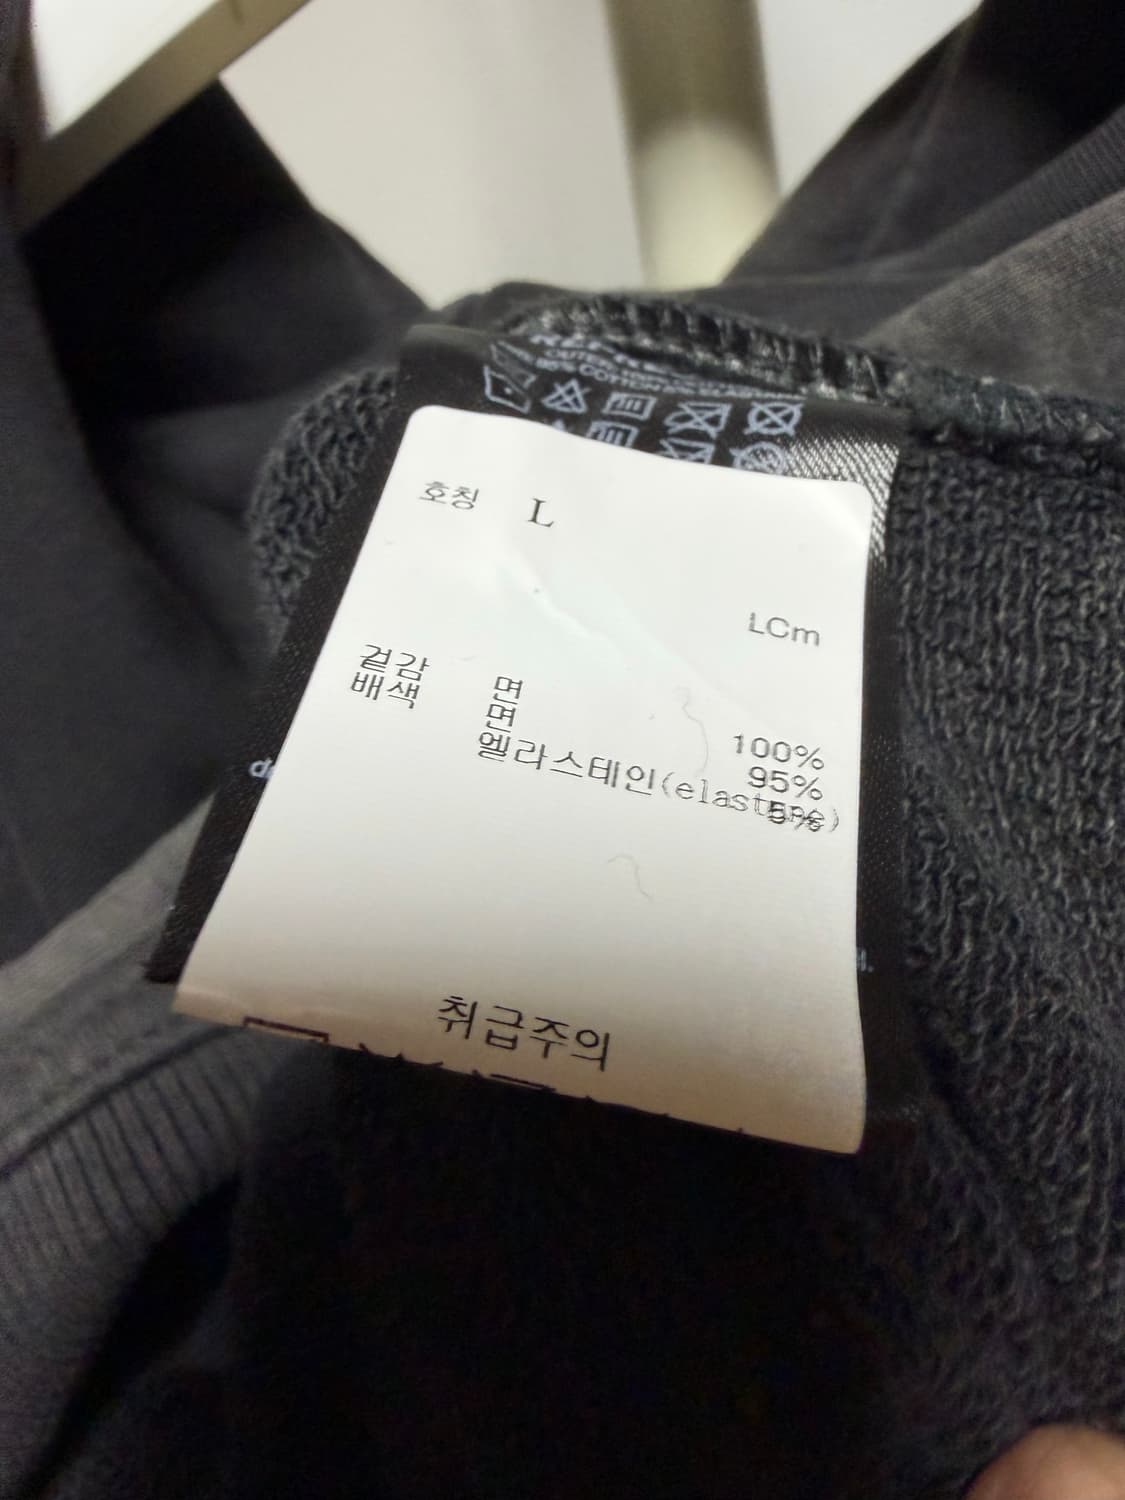 호칭 L
LCm
겉감 면 100%
배색 면 95%
엘라스테인(elastane) 5%
취급주의